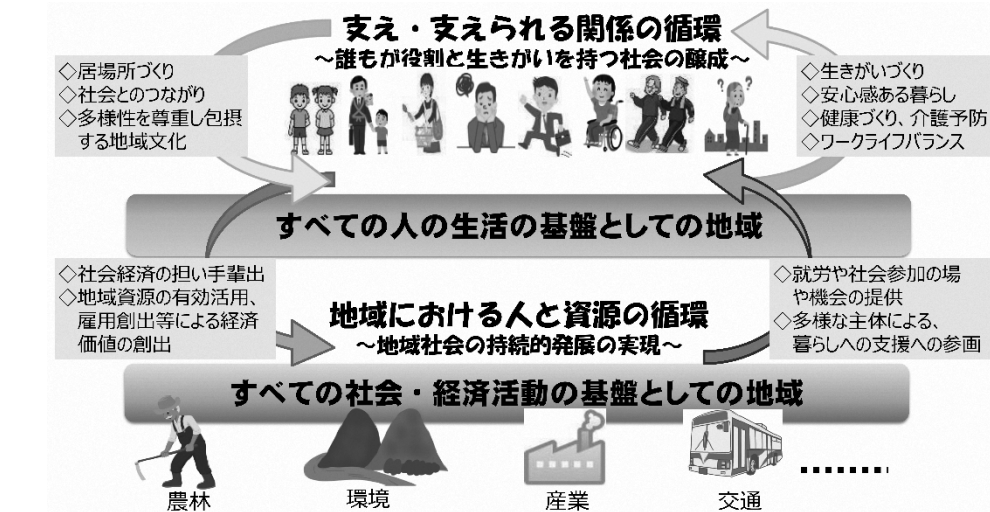 支え・支えられる関係の循環
～誰もが役割と生きがいを持つ社会の醸成～
◇居場所づくり
◇社会とのつながり
◇多様性を尊重し包摂
する地域文化
◇生きがいづくり
◇安心感ある暮らし
◇健康づくり、介護予防
◇ワークライフバランス
すべての人の生活の基盤としての地域
◇社会経済の担い手輩出
◇地域資源の有効活用、
雇用創出等による経済
価値の創出
地域における人と資源の循環
～地域社会の持続的発展の実現～
◇就労や社会参加の場
や機会の提供
◇多様な主体による、
暮らしへの支援への参画
すべての社会・経済活動の基盤としての地域
農林
環境
産業
交通